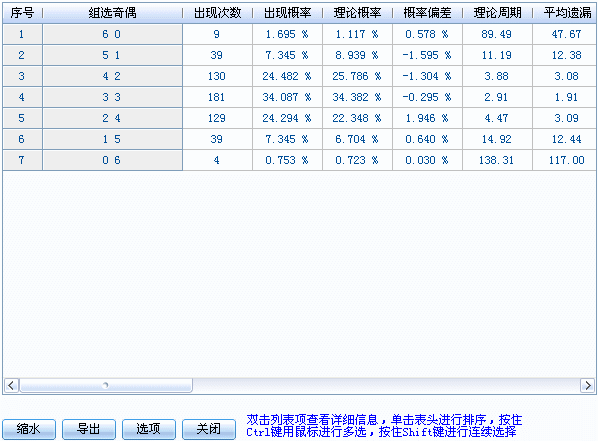 序号 组选奇偶 出现次数 出现概率 理论概率 概率偏差 理论周期 平均遗漏
1 6 0 9 1.695 % 1.117 % 0.578 % 89.49 47.67
2 5 1 39 7.345 % 8.939 % -1.595 % 11.19 12.38
3 4 2 130 24.482 % 25.786 % -1.304 % 3.88 3.08
4 3 3 181 34.087 % 34.382 % -0.295 % 2.91 1.91
5 2 4 129 24.294 % 22.348 % 1.946 % 4.47 3.09
6 1 5 39 7.345 % 6.704 % 0.640 % 14.92 12.44
7 0 6 4 0.753 % 0.723 % 0.030 % 138.31 117.00
缩水 导出 选项 关闭
双击列表项查看详细信息，单击表头进行排序，按住
Ctrl键用鼠标进行多选，按住Shift键进行连续选择